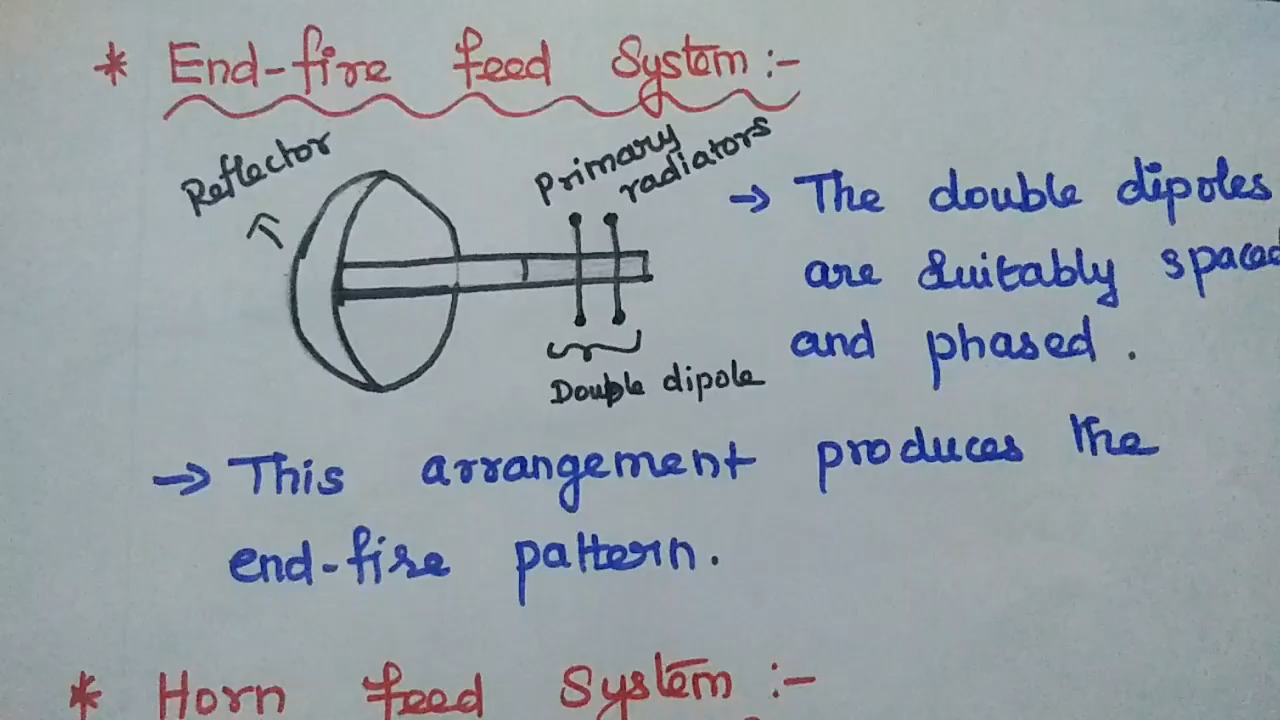 * End-fire feed System :-
Reflector
Primary
radiators
→ The double dipoles
are suitably spaced
and phased.
Double dipole
→ This arrangement produces the
end-fire pattern.
* Horn feed System :-